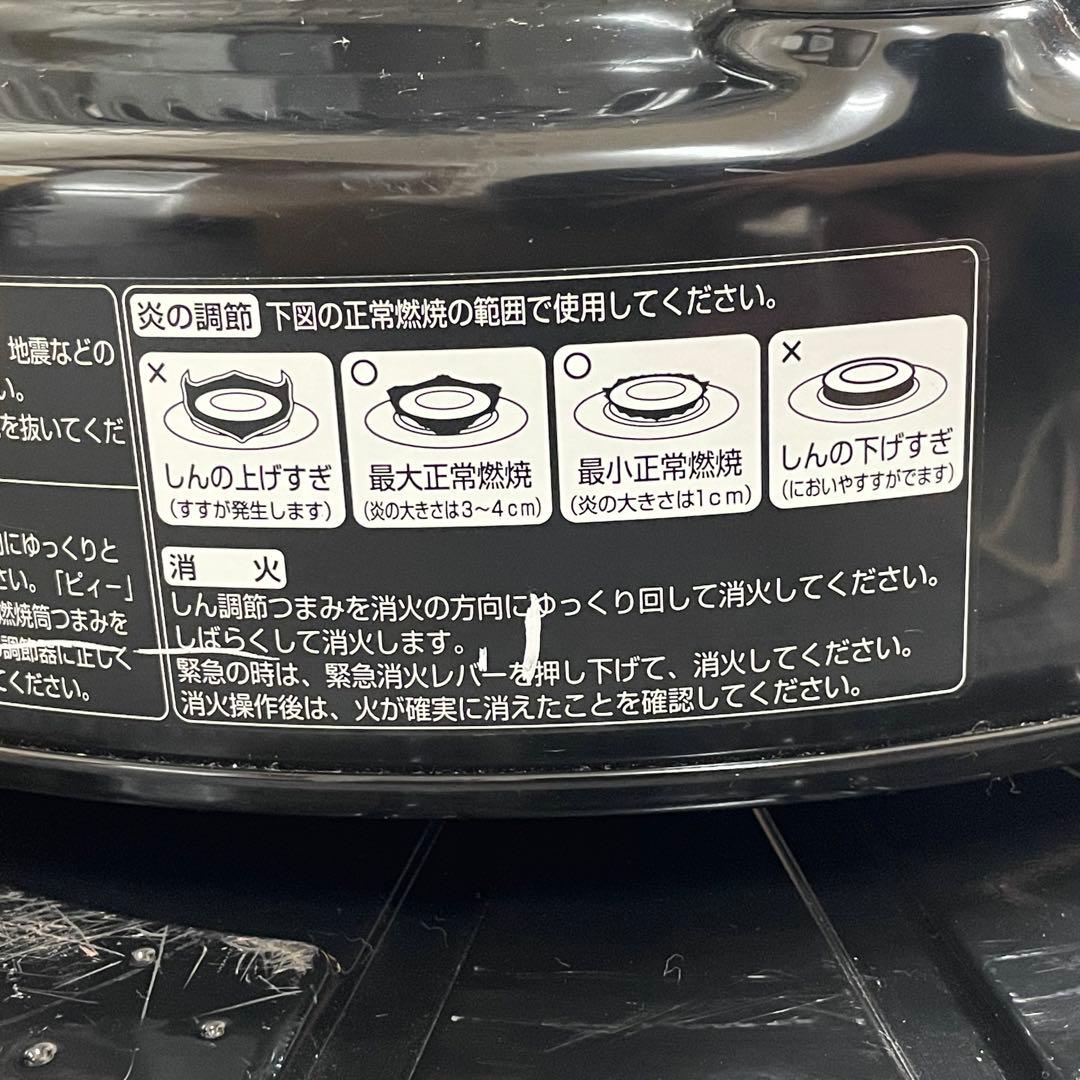 地震などの
い。
を抜いてくだ
にゆっくりと
さい。「ピィー」
燃焼筒つまみを
調節器に正しく
てください。
炎の調節 下図の正常燃焼の範囲で使用してください。
× しんの上げすぎ
(すすが発生します)
○ 最大正常燃焼
(炎の大きさは3〜4cm)
○ 最小正常燃焼
(炎の大きさは1cm)
× しんの下げすぎ
(においやすすがでます)
消 火
しん調節つまみを消火の方向にゆっくり回して消火してください。
しばらくして消火します。
緊急の時は、緊急消火レバーを押し下げて、消火してください。
消火操作後は、火が確実に消えたことを確認してください。